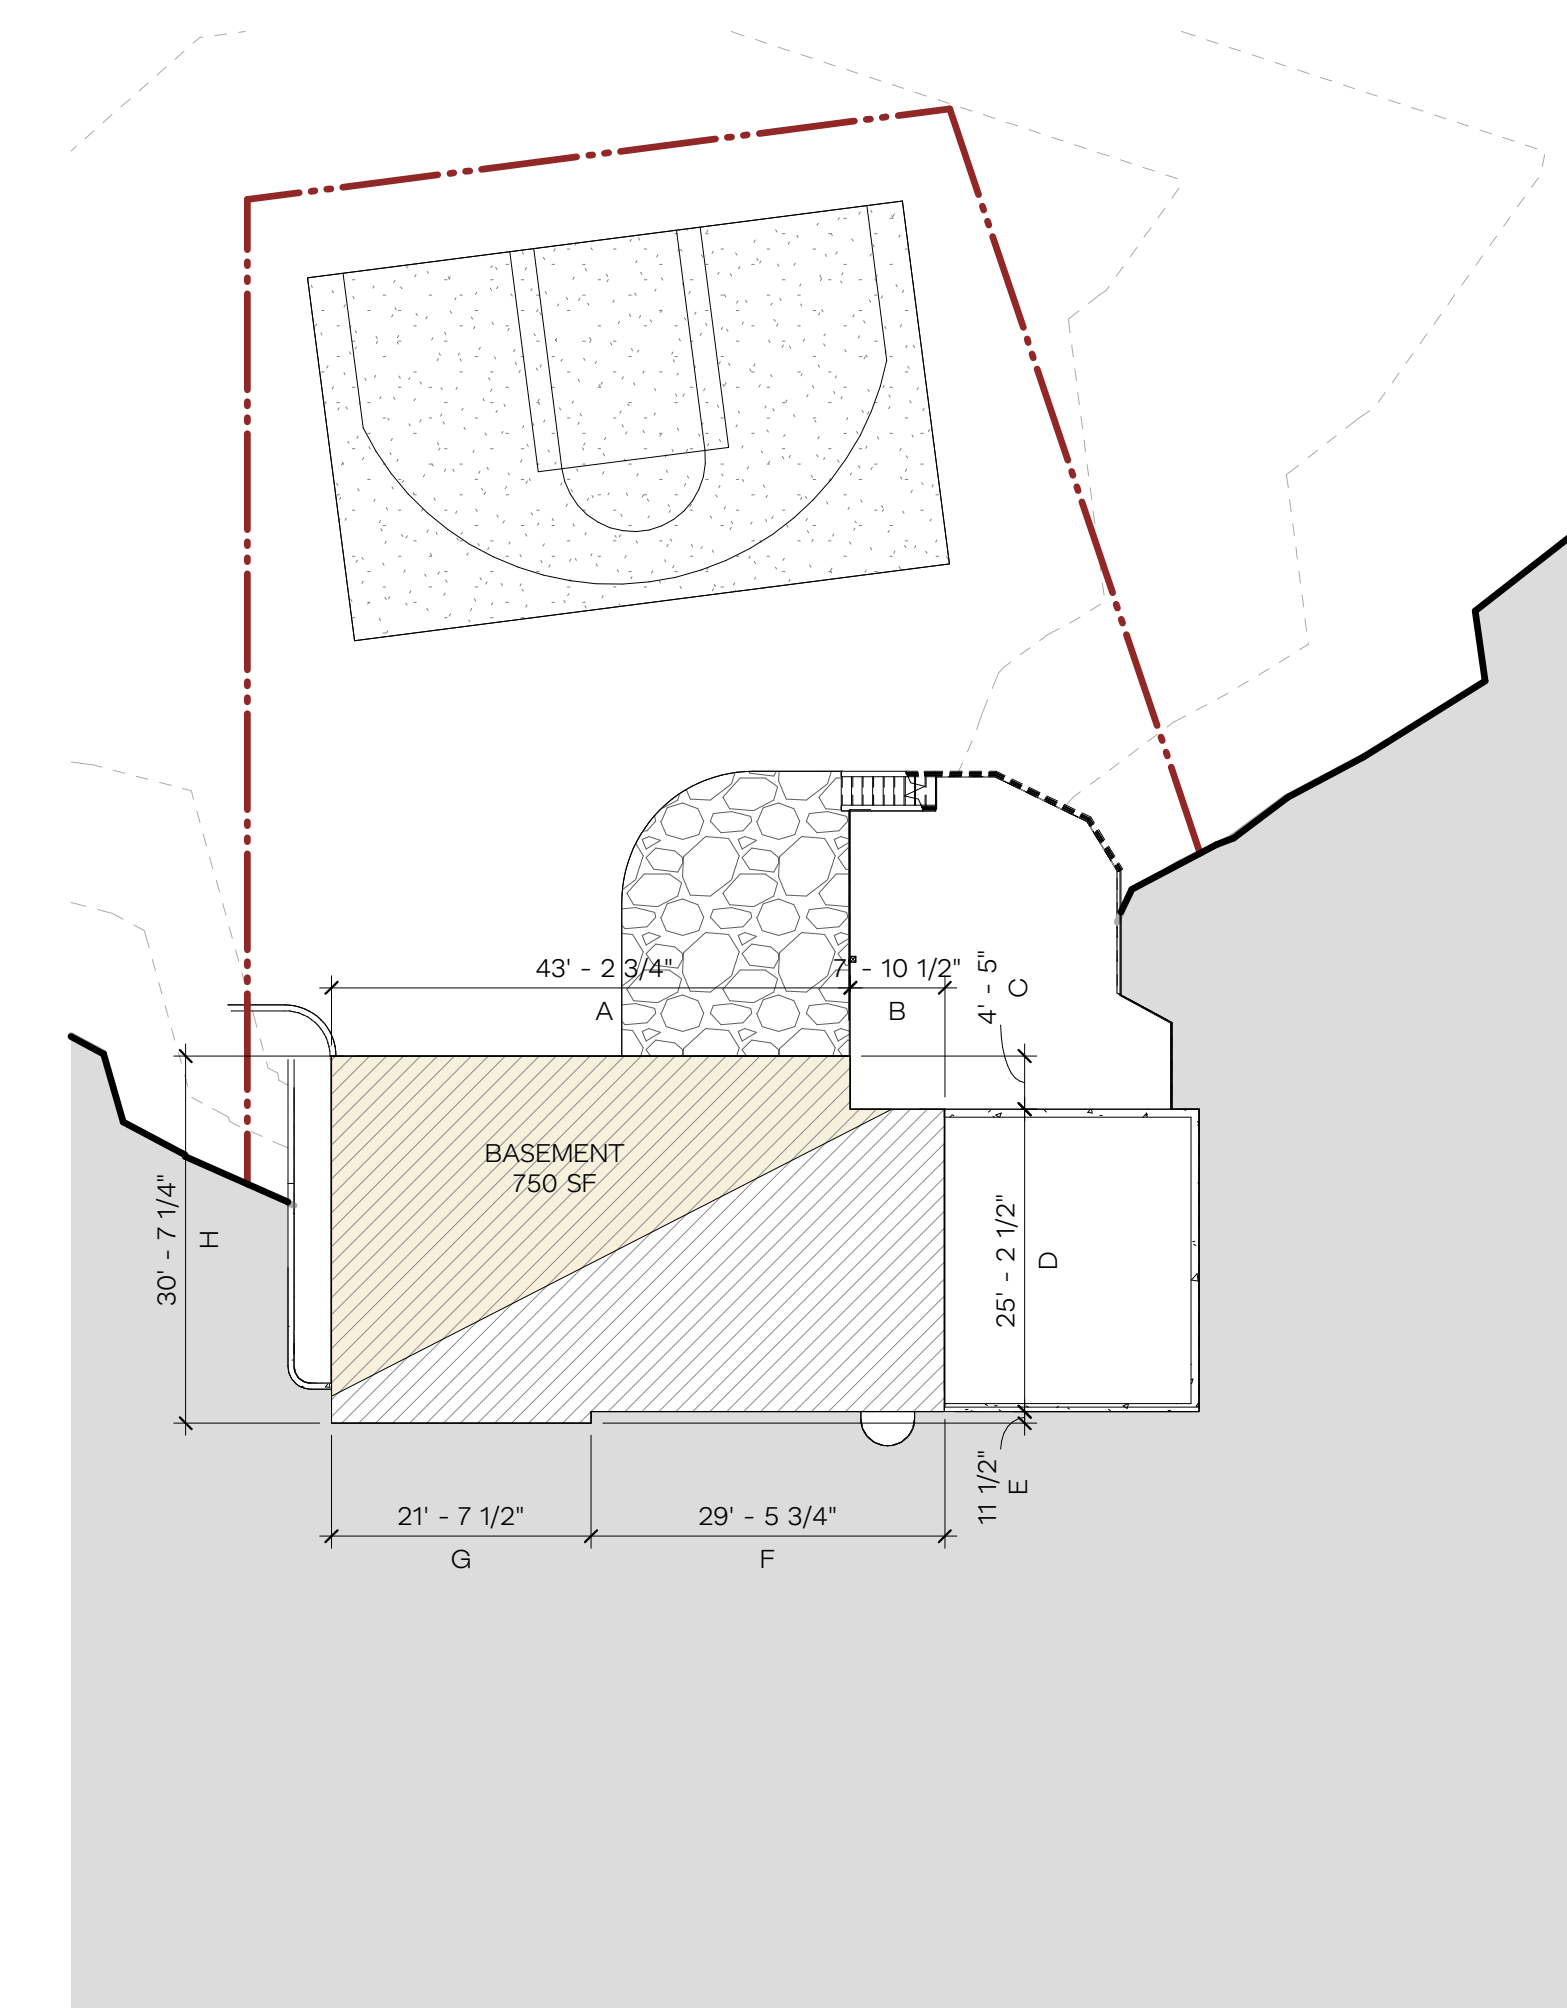 43' - 2 3/4"
7' - 10 1/2"
A
B
4' - 5"
C
BASEMENT
750 SF
30' - 7 1/4"
H
25' - 2 1/2"
D
11 1/2"
E
21' - 7 1/2"
29' - 5 3/4"
G
F